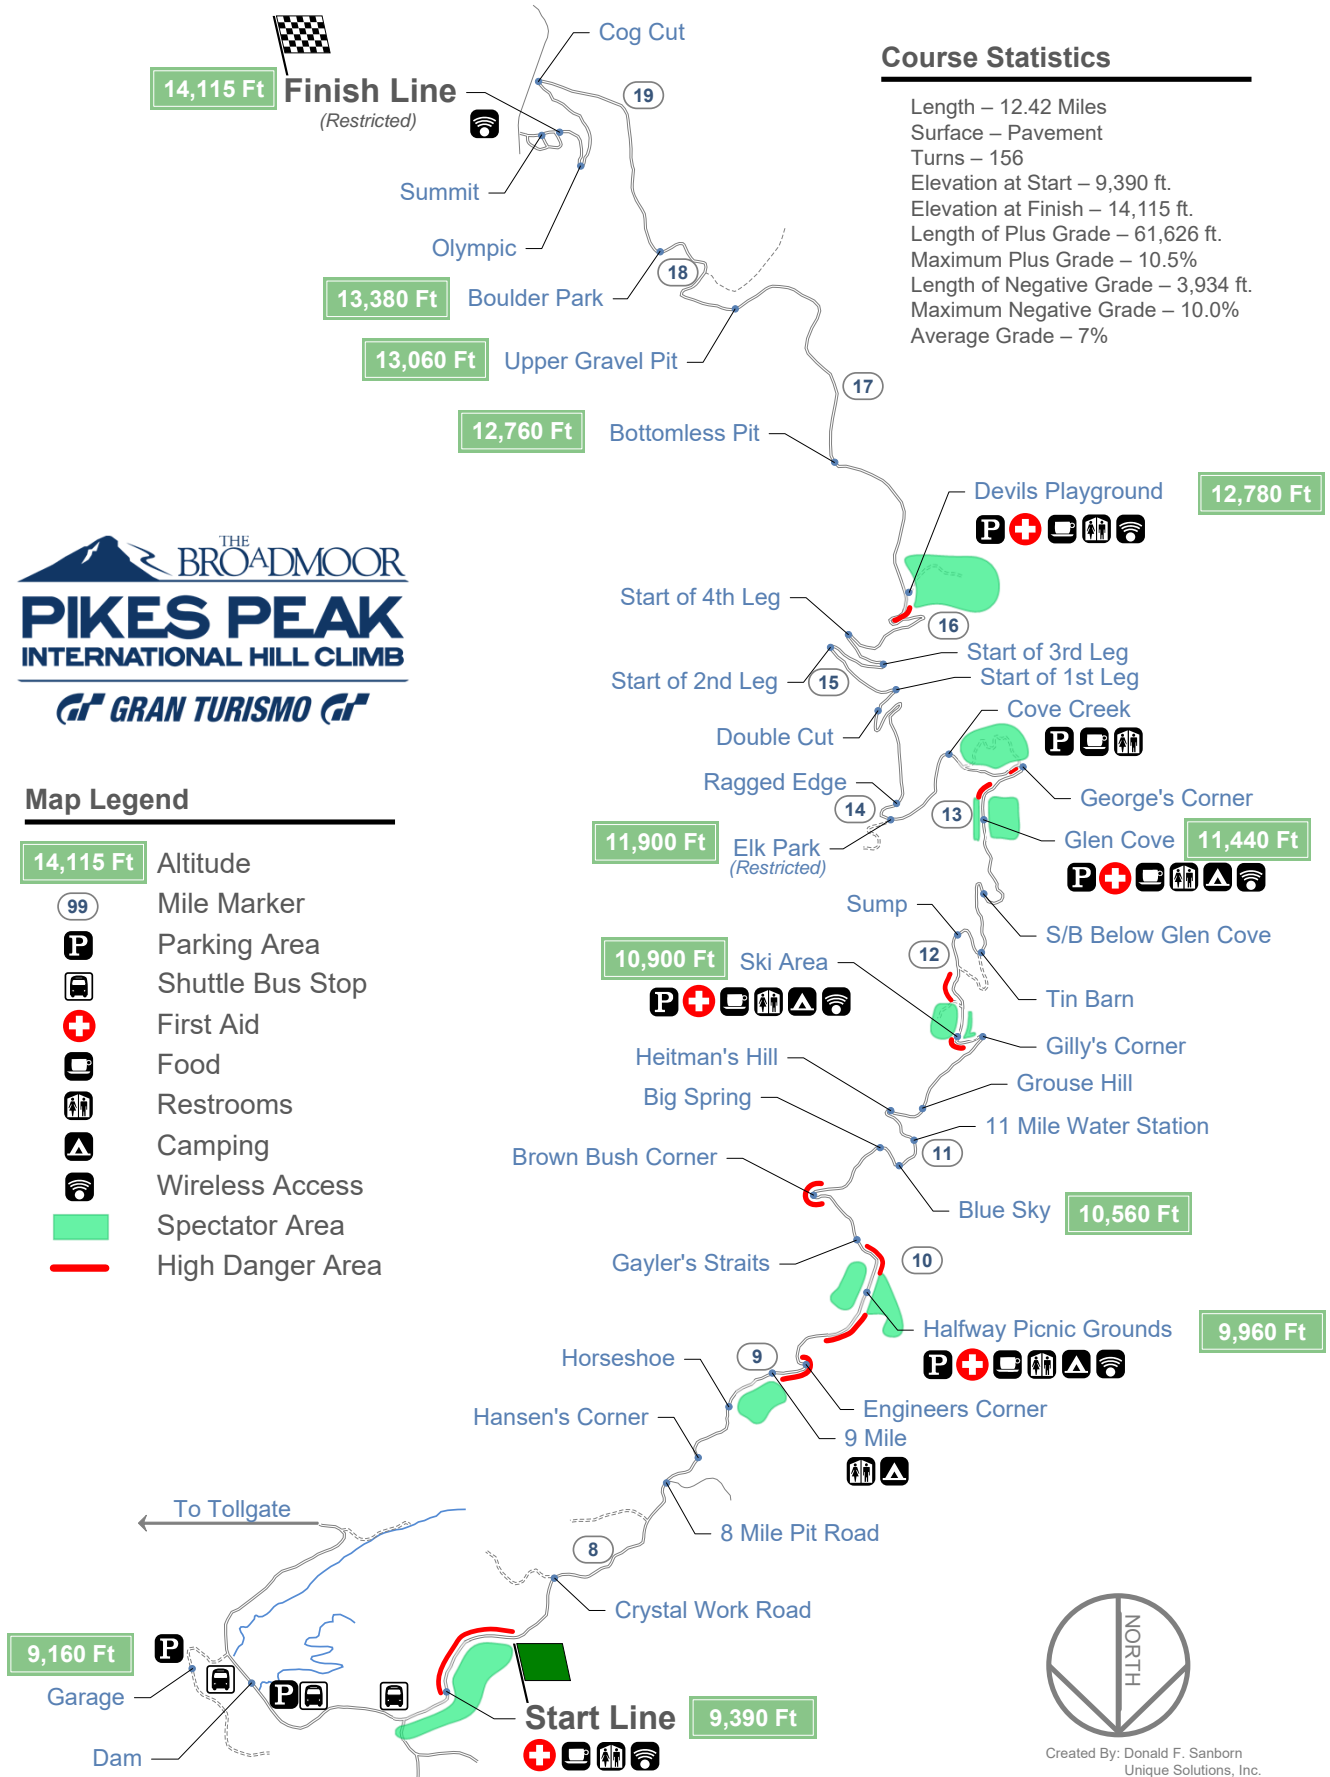 Cog Cut
14,115 Ft
Finish Line
(Restricted)
19
Course Statistics
Length – 12.42 Miles
Surface – Pavement
Turns – 156
Elevation at Start – 9,390 ft.
Elevation at Finish – 14,115 ft.
Length of Plus Grade – 61,626 ft.
Maximum Plus Grade – 10.5%
Length of Negative Grade – 3,934 ft.
Maximum Negative Grade – 10.0%
Average Grade – 7%
Summit
Olympic
18
13,380 Ft
Boulder Park
13,060 Ft
Upper Gravel Pit
17
12,760 Ft
Bottomless Pit
Devils Playground
12,780 Ft
P
THE
BROADMOOR
PIKES PEAK
INTERNATIONAL HILL CLIMB
GT GRAN TURISMO GT
Start of 4th Leg
16
Start of 3rd Leg
Start of 2nd Leg
15
Start of 1st Leg
Cove Creek
P
Double Cut
Ragged Edge
14
13
George's Corner
11,900 Ft
Elk Park
(Restricted)
Glen Cove
11,440 Ft
P
Map Legend
14,115 Ft Altitude
99 Mile Marker
P Parking Area
Shuttle Bus Stop
First Aid
Food
Restrooms
Camping
Wireless Access
Spectator Area
High Danger Area
Sump
S/B Below Glen Cove
12
10,900 Ft
Ski Area
P
Tin Barn
Gilly's Corner
Heitman's Hill
Grouse Hill
Big Spring
11 Mile Water Station
11
Brown Bush Corner
Blue Sky
10,560 Ft
Gayler's Straits
10
Halfway Picnic Grounds
9,960 Ft
P
Horseshoe
9
Engineers Corner
Hansen's Corner
9 Mile
To Tollgate
8 Mile Pit Road
8
Crystal Work Road
9,160 Ft
P
Garage
P
Dam
Start Line
9,390 Ft
NORTH
Created By: Donald F. Sanborn
Unique Solutions, Inc.